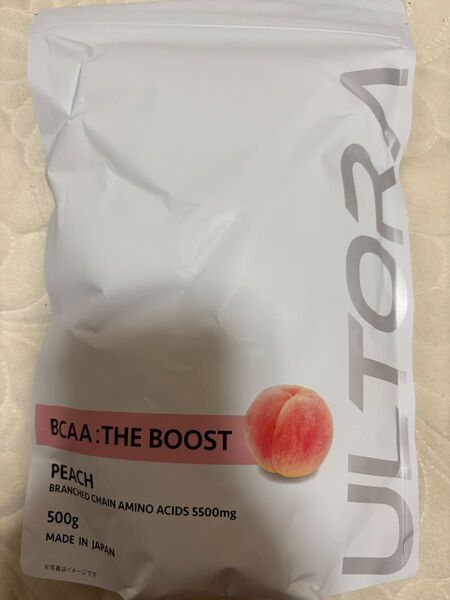 ULTORA
BCAA : THE BOOST
PEACH
BRANCHED CHAIN AMINO ACIDS 5500mg
500g
MADE IN JAPAN
※写真はイメージです